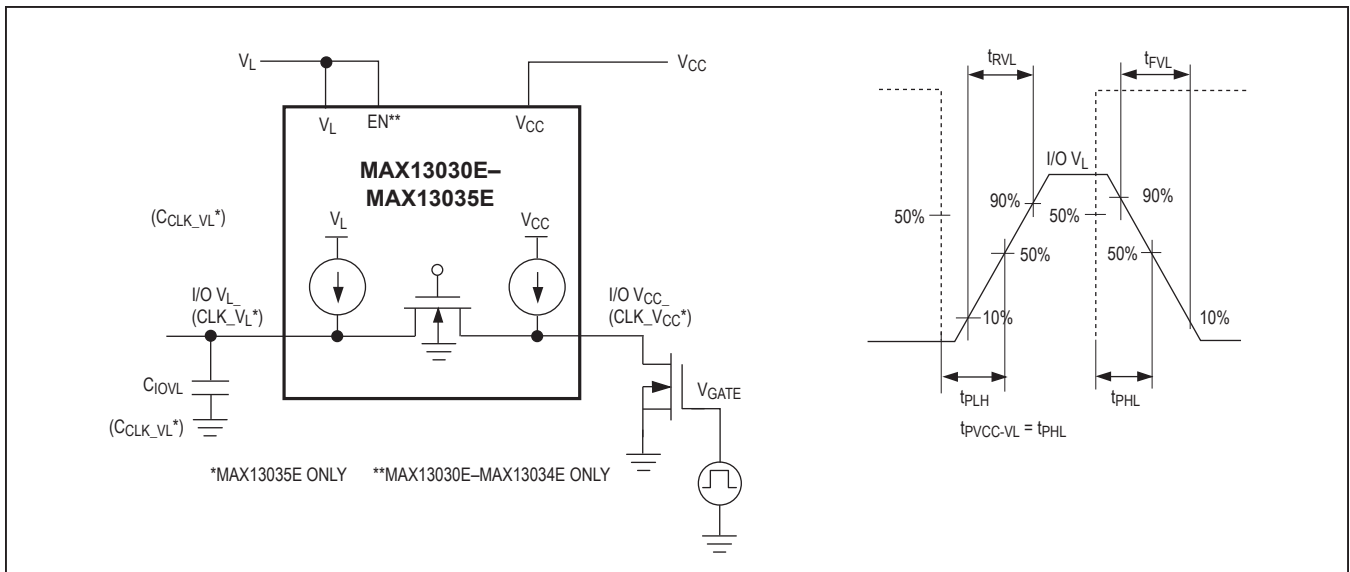 VL
VCC
VL
EN**
VCC
MAX13030E–
MAX13035E
(CCLK_VL*)
VL
VCC
I/O VL_
(CLK_VL*)
I/O VCC_
(CLK_VCC*)
CIOVL
(CCLK_VL*)
VGATE
*MAX13035E ONLY **MAX13030E–MAX13034E ONLY
tRVL
tFVL
I/O VL
90%
90%
50%
50%
50%
50%
10%
10%
tPLH
tPHL
tPVCC-VL = tPHL